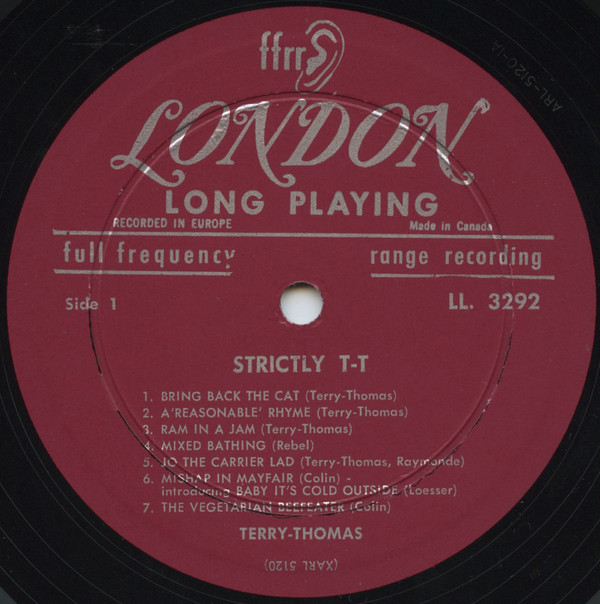 ffrr
LONDON
LONG PLAYING
RECORDED IN EUROPE
Made in Canada
full frequency
range recording
Side 1
LL. 3292
STRICTLY T-T
1. BRING BACK THE CAT (Terry-Thomas)
2. A'REASONABLE' RHYME (Terry-Thomas)
3. RAM IN A JAM (Terry-Thomas)
4. MIXED BATHING (Rebel)
5. JO THE CARRIER LAD (Terry-Thomas, Raymonde)
6. MISHAP IN MAYFAIR (Colin) -
introducing BABY IT'S COLD OUTSIDE (Loesser)
7. THE VEGETARIAN BEEFEATER (Colin)
TERRY-THOMAS
(XARL 5120)
ARL-5120-1A